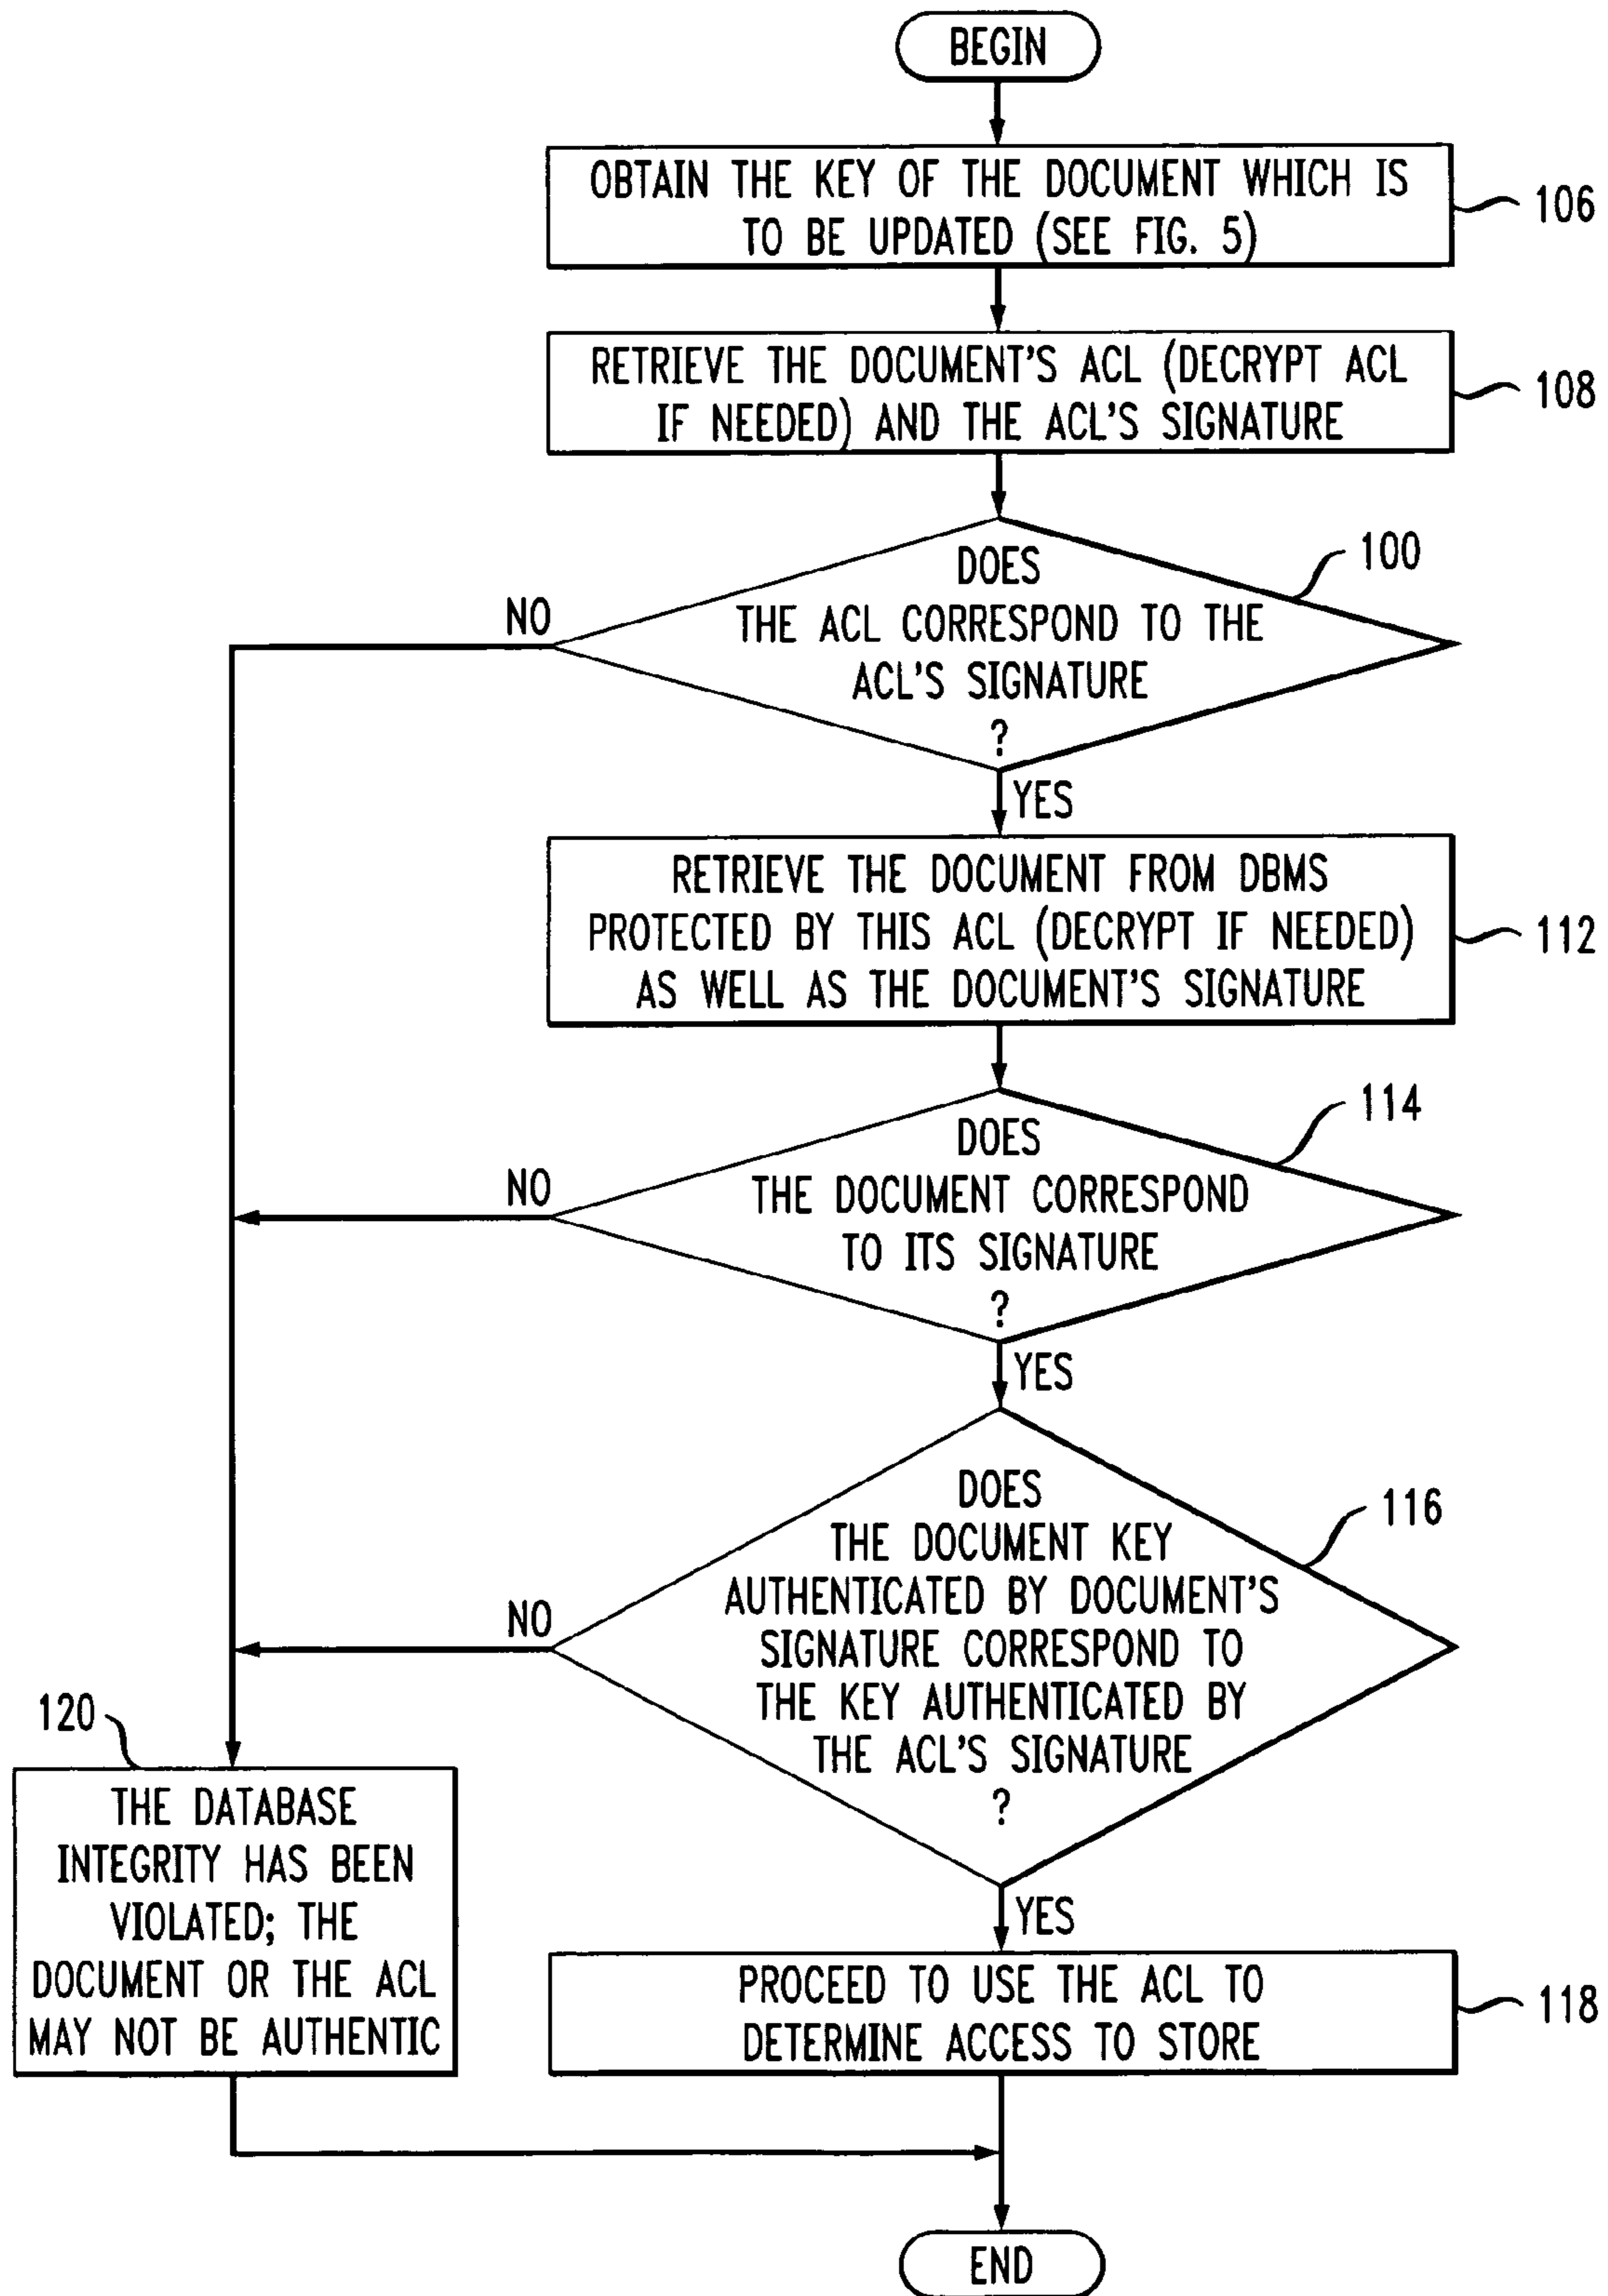 BEGIN
OBTAIN THE KEY OF THE DOCUMENT WHICH IS
TO BE UPDATED (SEE FIG. 5)
106
RETRIEVE THE DOCUMENT'S ACL (DECRYPT ACL
IF NEEDED) AND THE ACL'S SIGNATURE
108
DOES
THE ACL CORRESPOND TO THE
ACL'S SIGNATURE
?
100
NO
YES
RETRIEVE THE DOCUMENT FROM DBMS
PROTECTED BY THIS ACL (DECRYPT IF NEEDED)
AS WELL AS THE DOCUMENT'S SIGNATURE
112
DOES
THE DOCUMENT CORRESPOND
TO ITS SIGNATURE
?
114
NO
YES
DOES
THE DOCUMENT KEY
AUTHENTICATED BY DOCUMENT'S
SIGNATURE CORRESPOND TO
THE KEY AUTHENTICATED BY
THE ACL'S SIGNATURE
?
116
NO
YES
120
THE DATABASE
INTEGRITY HAS BEEN
VIOLATED; THE
DOCUMENT OR THE ACL
MAY NOT BE AUTHENTIC
PROCEED TO USE THE ACL TO
DETERMINE ACCESS TO STORE
118
END